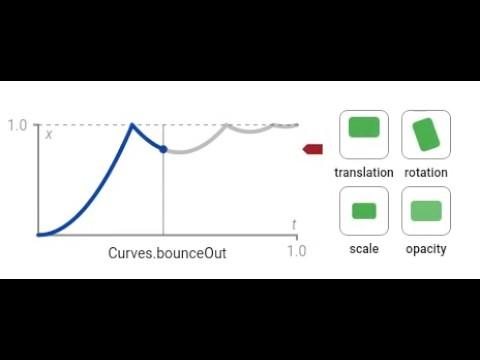 1.0
x
t
Curves.bounceOut
1.0
translation
rotation
scale
opacity